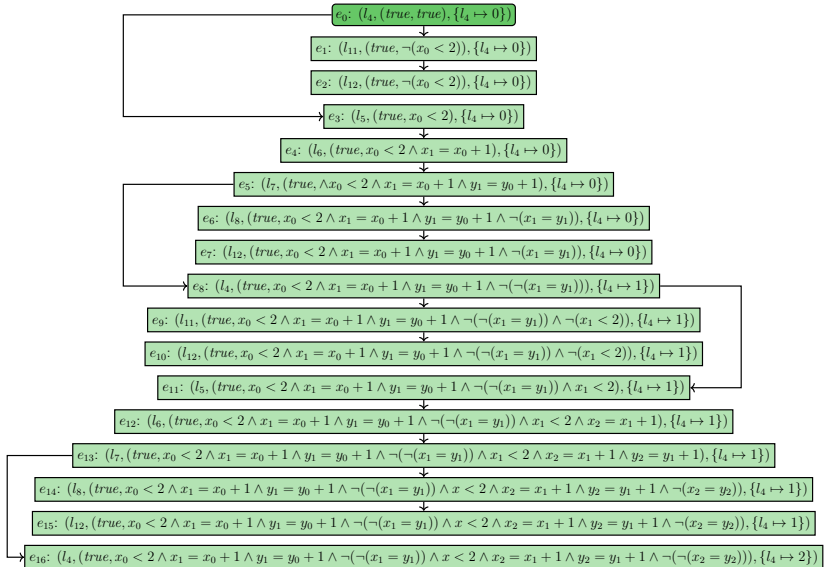 e₀: (l₄, (true, true), {l₄ ↦ 0})
e₁: (l₁₁, (true, ¬(x₀ < 2)), {l₄ ↦ 0})
e₂: (l₁₂, (true, ¬(x₀ < 2)), {l₄ ↦ 0})
e₃: (l₅, (true, x₀ < 2), {l₄ ↦ 0})
e₄: (l₆, (true, x₀ < 2 ∧ x₁ = x₀ + 1), {l₄ ↦ 0})
e₅: (l₇, (true, ∧x₀ < 2 ∧ x₁ = x₀ + 1 ∧ y₁ = y₀ + 1), {l₄ ↦ 0})
e₆: (l₈, (true, x₀ < 2 ∧ x₁ = x₀ + 1 ∧ y₁ = y₀ + 1 ∧ ¬(x₁ = y₁)), {l₄ ↦ 0})
e₇: (l₁₂, (true, x₀ < 2 ∧ x₁ = x₀ + 1 ∧ y₁ = y₀ + 1 ∧ ¬(x₁ = y₁)), {l₄ ↦ 0})
e₈: (l₄, (true, x₀ < 2 ∧ x₁ = x₀ + 1 ∧ y₁ = y₀ + 1 ∧ ¬(¬(x₁ = y₁))), {l₄ ↦ 1})
e₉: (l₁₁, (true, x₀ < 2 ∧ x₁ = x₀ + 1 ∧ y₁ = y₀ + 1 ∧ ¬(¬(x₁ = y₁)) ∧ ¬(x₁ < 2)), {l₄ ↦ 1})
e₁₀: (l₁₂, (true, x₀ < 2 ∧ x₁ = x₀ + 1 ∧ y₁ = y₀ + 1 ∧ ¬(¬(x₁ = y₁)) ∧ ¬(x₁ < 2)), {l₄ ↦ 1})
e₁₁: (l₅, (true, x₀ < 2 ∧ x₁ = x₀ + 1 ∧ y₁ = y₀ + 1 ∧ ¬(¬(x₁ = y₁)) ∧ x₁ < 2), {l₄ ↦ 1})
e₁₂: (l₆, (true, x₀ < 2 ∧ x₁ = x₀ + 1 ∧ y₁ = y₀ + 1 ∧ ¬(¬(x₁ = y₁)) ∧ x₁ < 2 ∧ x₂ = x₁ + 1), {l₄ ↦ 1})
e₁₃: (l₇, (true, x₀ < 2 ∧ x₁ = x₀ + 1 ∧ y₁ = y₀ + 1 ∧ ¬(¬(x₁ = y₁)) ∧ x₁ < 2 ∧ x₂ = x₁ + 1 ∧ y₂ = y₁ + 1), {l₄ ↦ 1})
e₁₄: (l₈, (true, x₀ < 2 ∧ x₁ = x₀ + 1 ∧ y₁ = y₀ + 1 ∧ ¬(¬(x₁ = y₁)) ∧ x < 2 ∧ x₂ = x₁ + 1 ∧ y₂ = y₁ + 1 ∧ ¬(x₂ = y₂)), {l₄ ↦ 1})
e₁₅: (l₁₂, (true, x₀ < 2 ∧ x₁ = x₀ + 1 ∧ y₁ = y₀ + 1 ∧ ¬(¬(x₁ = y₁)) ∧ x < 2 ∧ x₂ = x₁ + 1 ∧ y₂ = y₁ + 1 ∧ ¬(x₂ = y₂)), {l₄ ↦ 1})
e₁₆: (l₄, (true, x₀ < 2 ∧ x₁ = x₀ + 1 ∧ y₁ = y₀ + 1 ∧ ¬(¬(x₁ = y₁)) ∧ x < 2 ∧ x₂ = x₁ + 1 ∧ y₂ = y₁ + 1 ∧ ¬(¬(x₂ = y₂))), {l₄ ↦ 2})